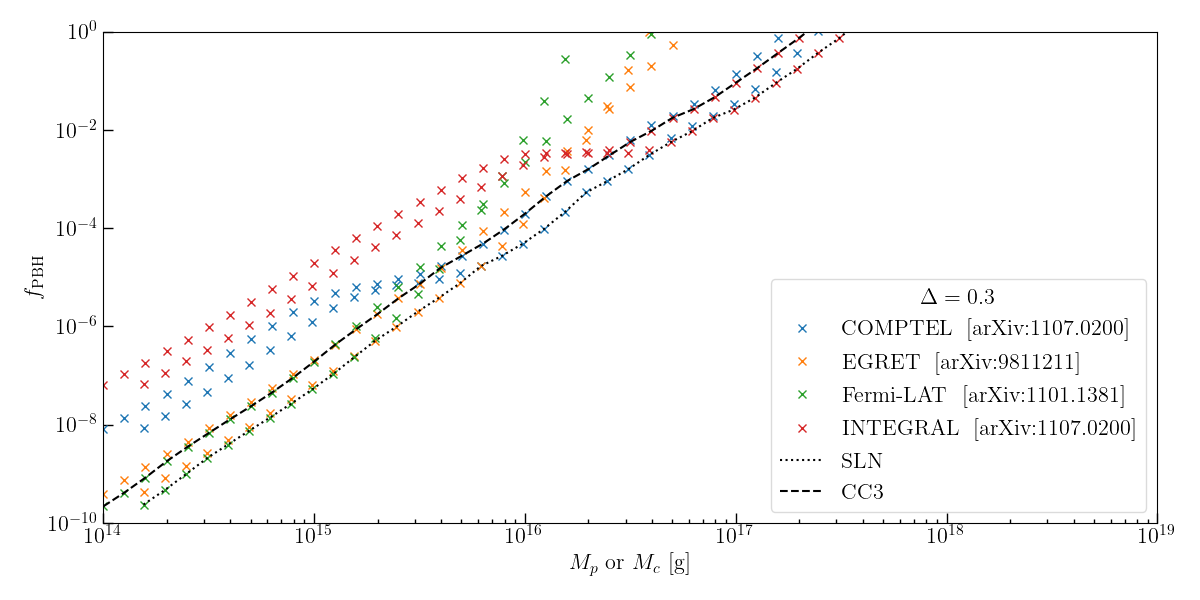 10^0
10^{-2}
10^{-4}
10^{-6}
10^{-8}
10^{-10}
f_PBH
Δ = 0.3
COMPTEL [arXiv:1107.0200]
EGRET [arXiv:9811211]
Fermi-LAT [arXiv:1101.1381]
INTEGRAL [arXiv:1107.0200]
SLN
CC3
10^{14} 10^{15} 10^{16} 10^{17} 10^{18} 10^{19}
M_p or M_c [g]